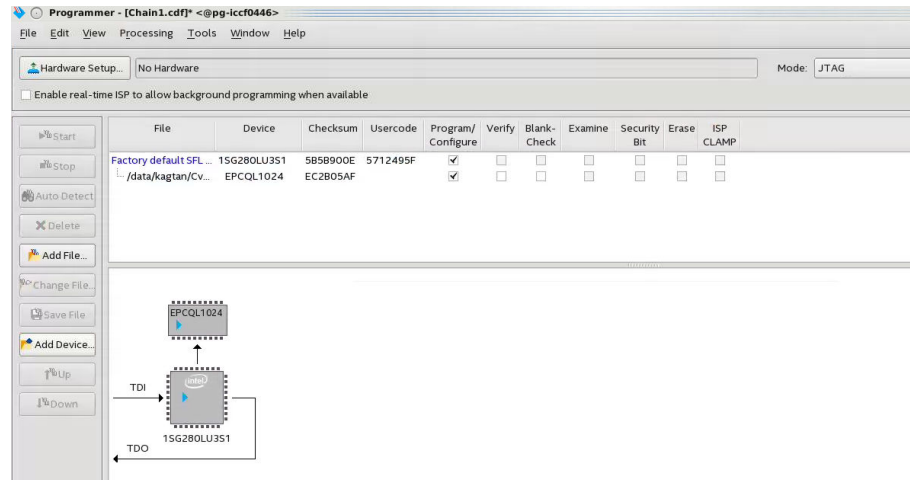 Programmer - [Chain1.cdf]* <@pg-iccf0446>
File Edit View Processing Tools Window Help
Hardware Setup... No Hardware Mode: JTAG
Enable real-time ISP to allow background programming when available
Start
Stop
Auto Detect
Delete
Add File...
Change File...
Save File
Add Device...
Up
Down
File Device Checksum Usercode Program/ Configure Verify Blank- Check Examine Security Bit Erase ISP CLAMP
Factory default SFL ... 1SG280LU3S1 5B5B900E 5712495F
/data/kagtan/Cv... EPCQL1024 EC2B05AF
EPCQL1024
TDI
intel
1SG280LU3S1
TDO